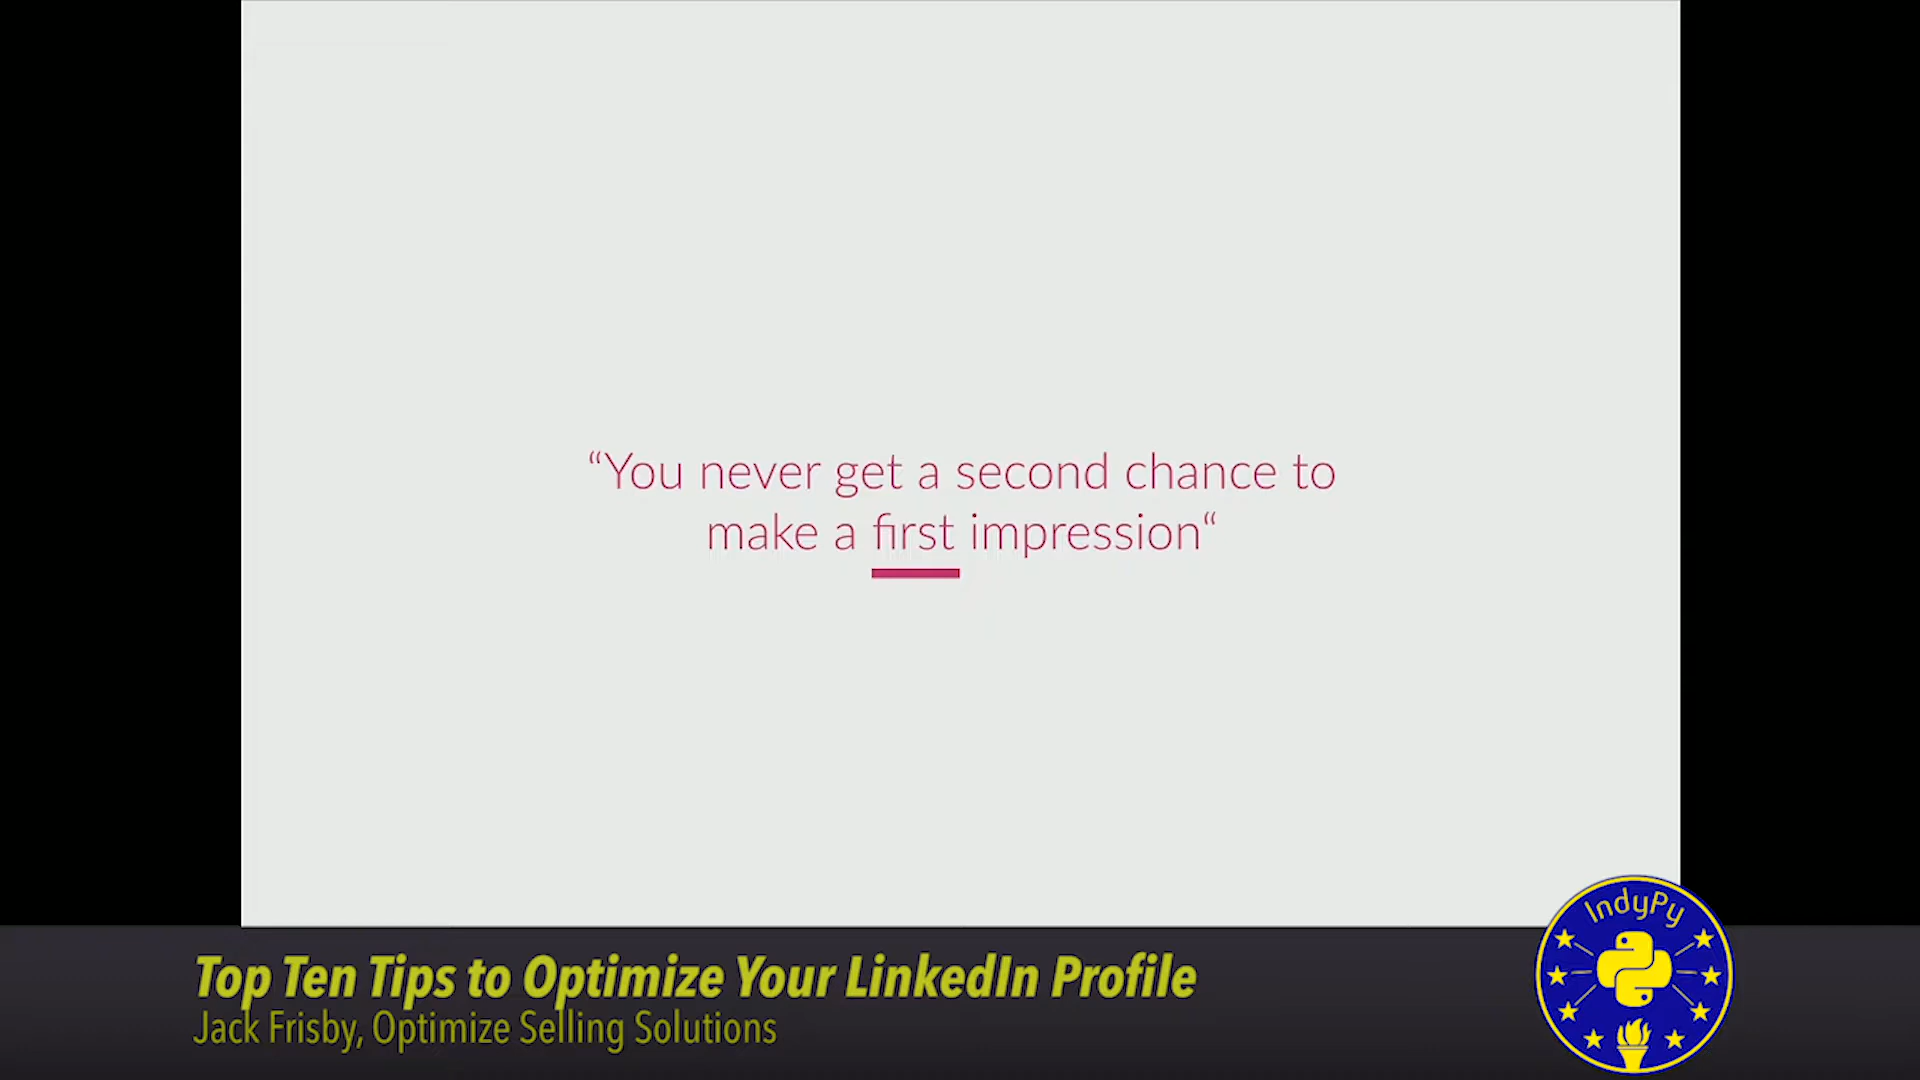 “You never get a second chance to
make a first impression“
Top Ten Tips to Optimize Your LinkedIn Profile
Jack Frisby, Optimize Selling Solutions
IndyPy